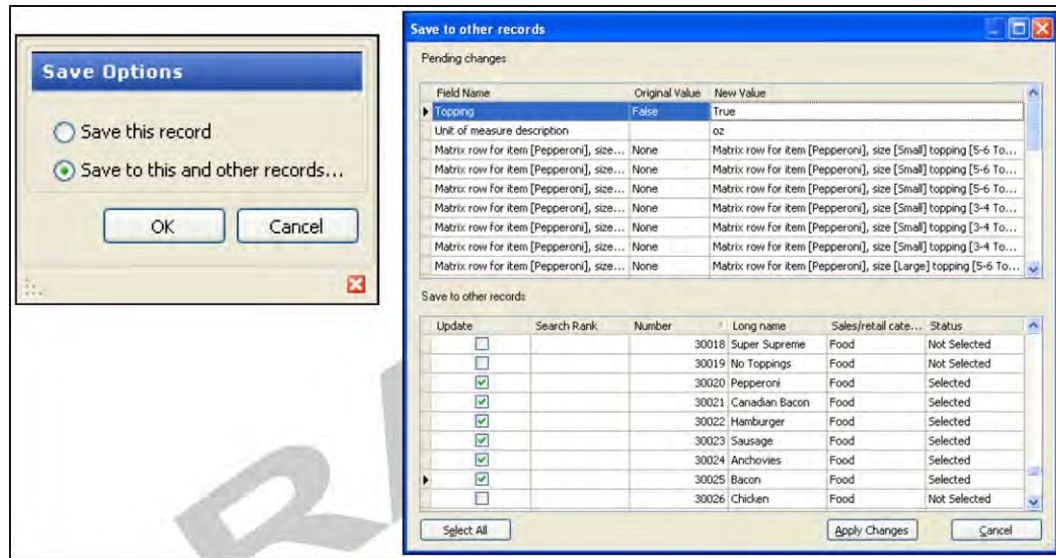 Save Options
Save this record
Save to this and other records...
OK Cancel
Save to other records
Pending changes
Field Name Original Value New Value
Topping False True
Unit of measure description oz
Matrix row for item [Pepperoni], size... None Matrix row for item [Pepperoni], size [Small] topping [5-6 To...
Matrix row for item [Pepperoni], size... None Matrix row for item [Pepperoni], size [Small] topping [5-6 To...
Matrix row for item [Pepperoni], size... None Matrix row for item [Pepperoni], size [Small] topping [5-6 To...
Matrix row for item [Pepperoni], size... None Matrix row for item [Pepperoni], size [Small] topping [3-4 To...
Matrix row for item [Pepperoni], size... None Matrix row for item [Pepperoni], size [Small] topping [3-4 To...
Matrix row for item [Pepperoni], size... None Matrix row for item [Pepperoni], size [Small] topping [3-4 To...
Matrix row for item [Pepperoni], size... None Matrix row for item [Pepperoni], size [Large] topping [5-6 To...
Save to other records
Update Search Rank Number Long name Sales/retail cate... Status
30018 Super Supreme Food Not Selected
30019 No Toppings Food Not Selected
30020 Pepperoni Food Selected
30021 Canadian Bacon Food Selected
30022 Hamburger Food Selected
30023 Sausage Food Selected
30024 Anchovies Food Selected
30025 Bacon Food Selected
30026 Chicken Food Not Selected
Select All Apply Changes Cancel